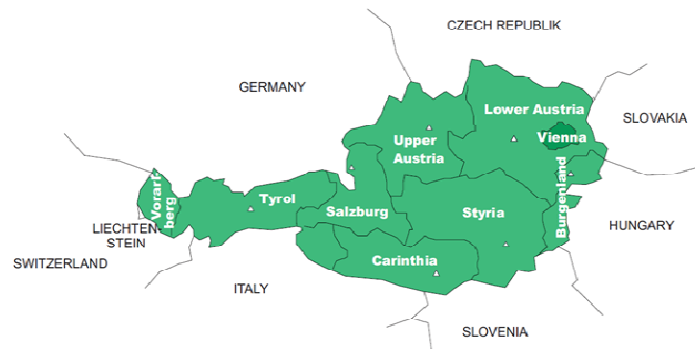 CZECH REPUBLIK
GERMANY
Lower Austria
SLOVAKIA
Vienna
Upper
Austria
Vorarl
berg
Tyrol
Salzburg
Styria
Burgenland
LIECHTEN-
STEIN
HUNGARY
SWITZERLAND
Carinthia
ITALY
SLOVENIA